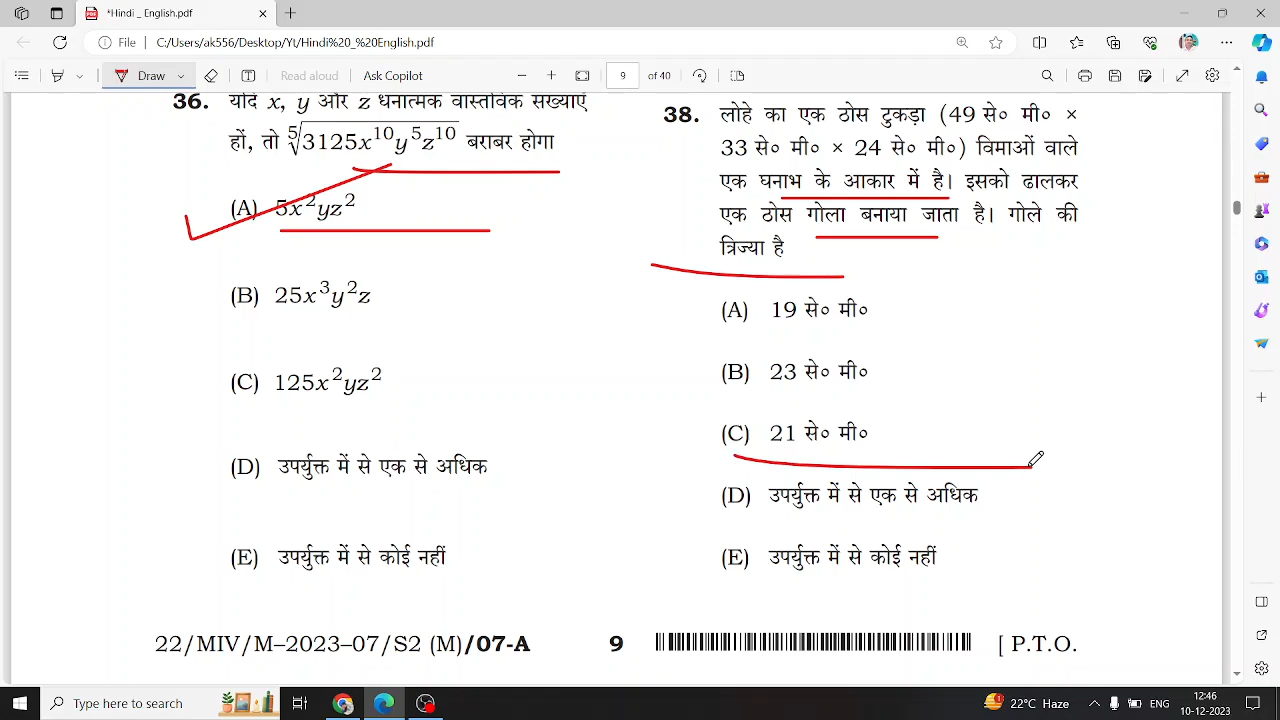 *Hindi _ English.pdf
File
C:/Users/ak556/Desktop/Yt/Hindi%20_%20English.pdf
Draw
Read aloud
Ask Copilot
9
of 40
36. यदि x, y और z धनात्मक वास्तविक संख्याएँ
हों, तो ⁵√3125x¹⁰y⁵z¹⁰ बराबर होगा
(A) 5x²yz²
(B) 25x³y²z
(C) 125x²yz²
(D) उपर्युक्त में से एक से अधिक
(E) उपर्युक्त में से कोई नहीं
38. लोहे का एक ठोस टुकड़ा (49 से० मी० ×
33 से० मी० × 24 से० मी०) विमाओं वाले
एक घनाभ के आकार में है। इसको ढालकर
एक ठोस गोला बनाया जाता है। गोले की
त्रिज्या है
(A) 19 से० मी०
(B) 23 से० मी०
(C) 21 से० मी०
(D) उपर्युक्त में से एक से अधिक
(E) उपर्युक्त में से कोई नहीं
22/MIV/M–2023–07/S2 (M)/07-A
9
[ P.T.O.
Type here to search
1
22°C Haze
ENG
12:46
10-12-2023